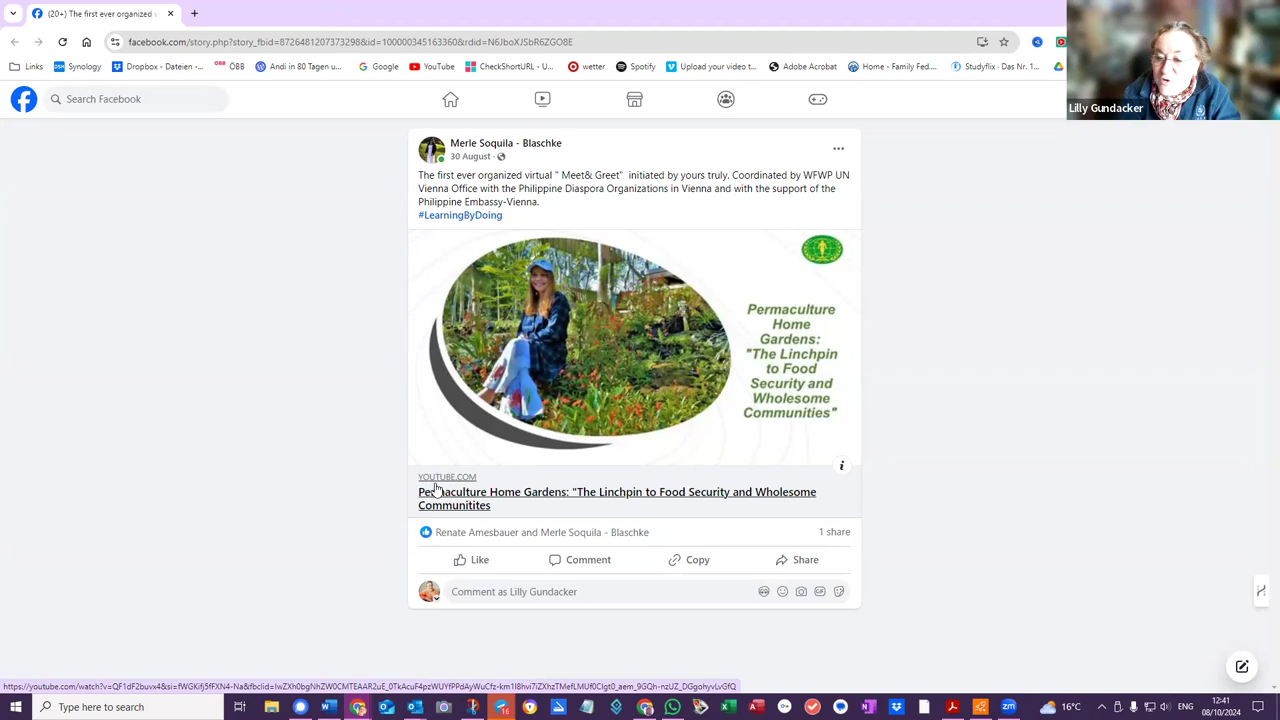 (20+) The first ever organized v
facebook.com/story.php?story_fbid=8726481207373298&id=100000345163360&rdid=N6JboXJSbR6ZGO8E
Links
Synology
Dropbox - Dateien -...
ÖBB
Andi in 80 Tagen u...
Google
YouTube
CheckShortURL - U...
wetter
Spotify
Upload your video t...
Adobe Acrobat
Home - Family Fed...
Studyflix - Das Nr. 1...
Lilly Gundacker
Search Facebook
Merle Soquila - Blaschke
30 August ·
The first ever organized virtual " Meet& Greet" initiated by yours truly. Coordinated by WFWP UN
Vienna Office with the Philippine Diaspora Organizations in Vienna and with the support of the
Philippine Embassy-Vienna.
#LearningByDoing
Permaculture
Home
Gardens:
"The Linchpin
to Food
Security and
Wholesome
Communities"
YOUTUBE.COM
Permaculture Home Gardens: "The Linchpin to Food Security and Wholesome
Communitites
Renate Amesbauer and Merle Soquila - Blaschke
1 share
Like
Comment
Copy
Share
Comment as Lilly Gundacker
Type here to search
16°C
12:41
08/10/2024